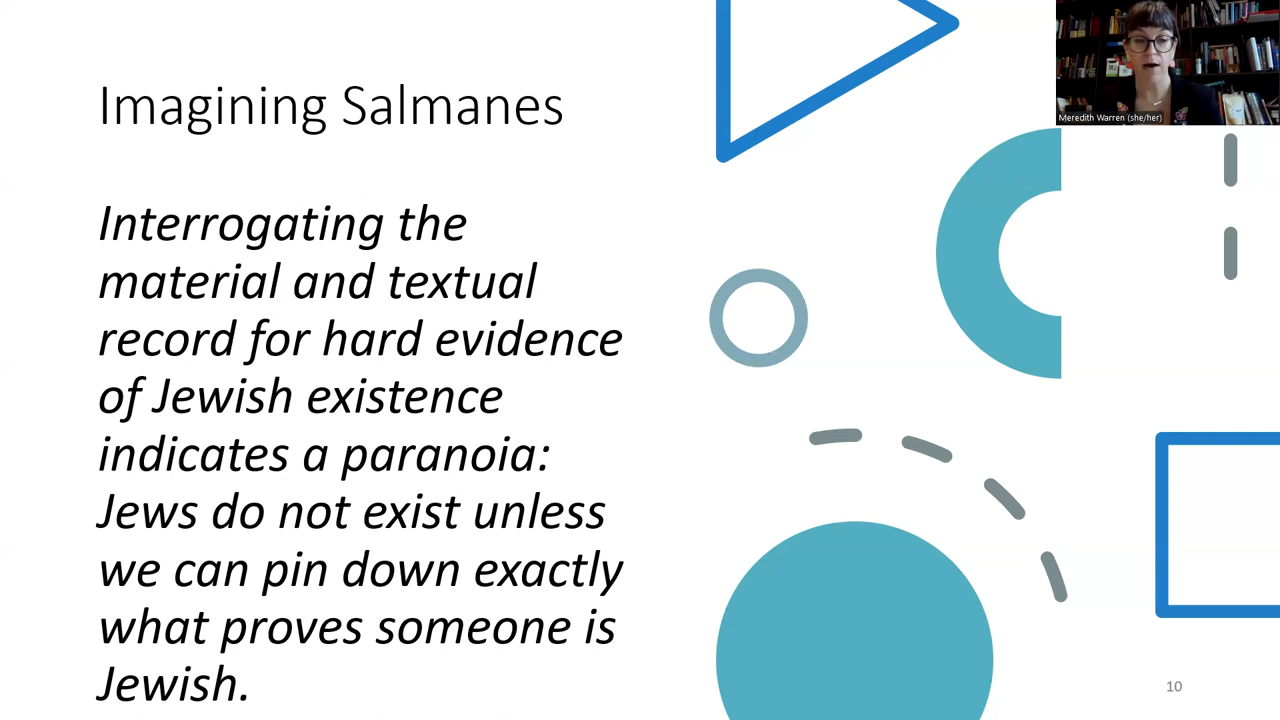 Imagining Salmanes
Meredith Warren (she/her)
Interrogating the
material and textual
record for hard evidence
of Jewish existence
indicates a paranoia:
Jews do not exist unless
we can pin down exactly
what proves someone is
Jewish.
10